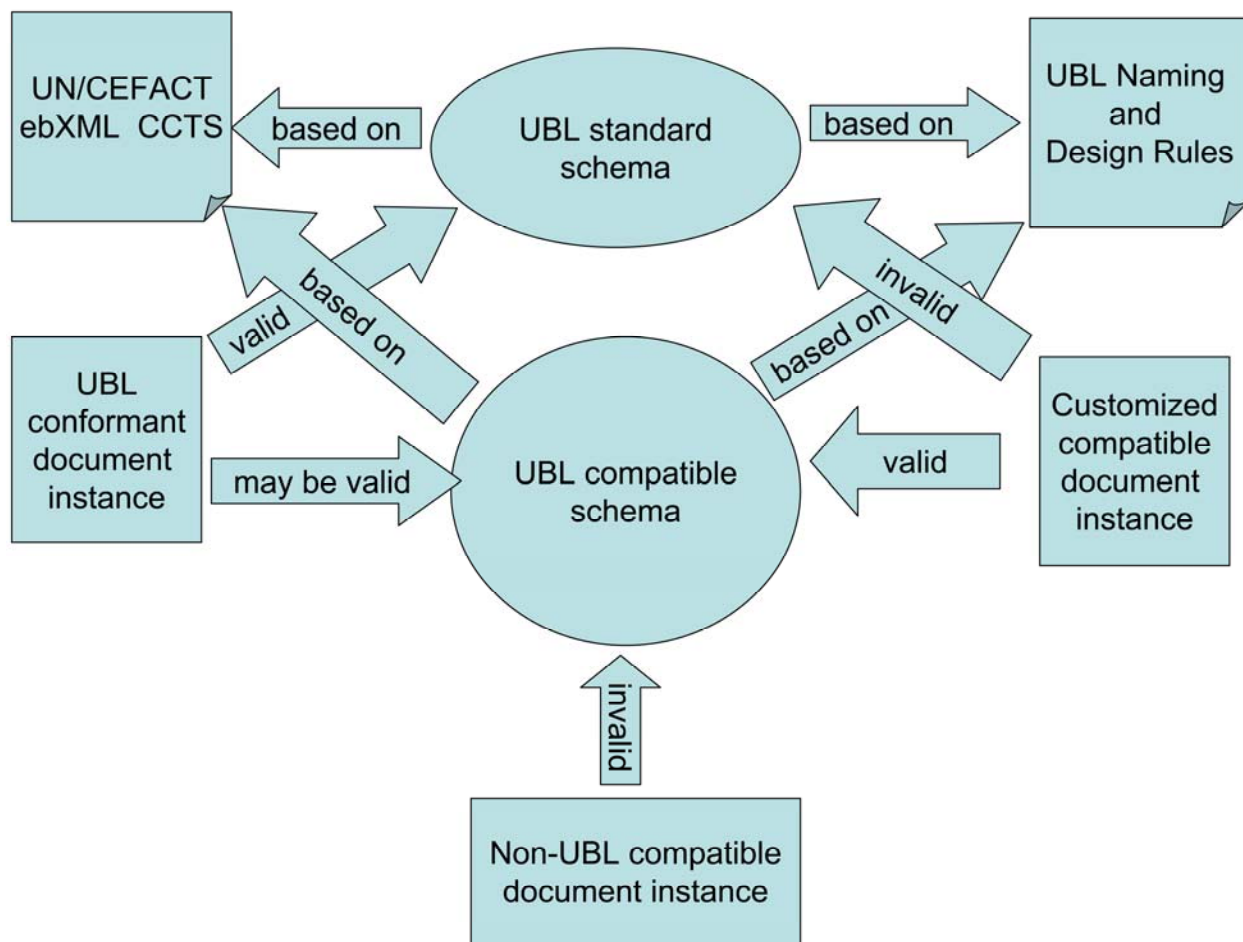 UN/CEFACT
ebXML  CCTS
based on
UBL standard
schema
based on
UBL Naming
and
Design Rules
valid
based on
based on
invalid
UBL
conformant
document
instance
may be valid
UBL compatible
schema
valid
Customized
compatible
document
instance
invalid
Non-UBL compatible
document instance